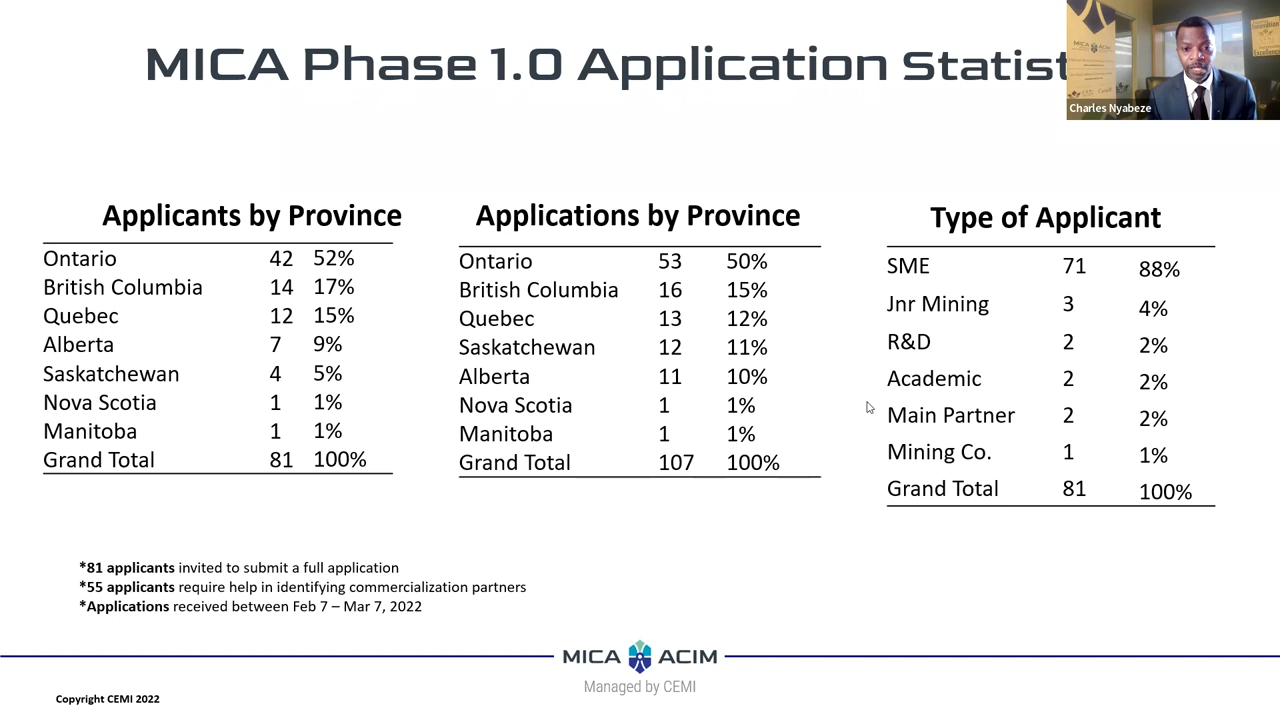 MICA Phase 1.0 Application Statist
Charles Nyabeze
Applicants by Province
Ontario 42 52%
British Columbia 14 17%
Quebec 12 15%
Alberta 7 9%
Saskatchewan 4 5%
Nova Scotia 1 1%
Manitoba 1 1%
Grand Total 81 100%
Applications by Province
Ontario 53 50%
British Columbia 16 15%
Quebec 13 12%
Saskatchewan 12 11%
Alberta 11 10%
Nova Scotia 1 1%
Manitoba 1 1%
Grand Total 107 100%
Type of Applicant
SME 71 88%
Jnr Mining 3 4%
R&D 2 2%
Academic 2 2%
Main Partner 2 2%
Mining Co. 1 1%
Grand Total 81 100%
*81 applicants invited to submit a full application
*55 applicants require help in identifying commercialization partners
*Applications received between Feb 7 – Mar 7, 2022
MICA ACIM
Managed by CEMI
Copyright CEMI 2022